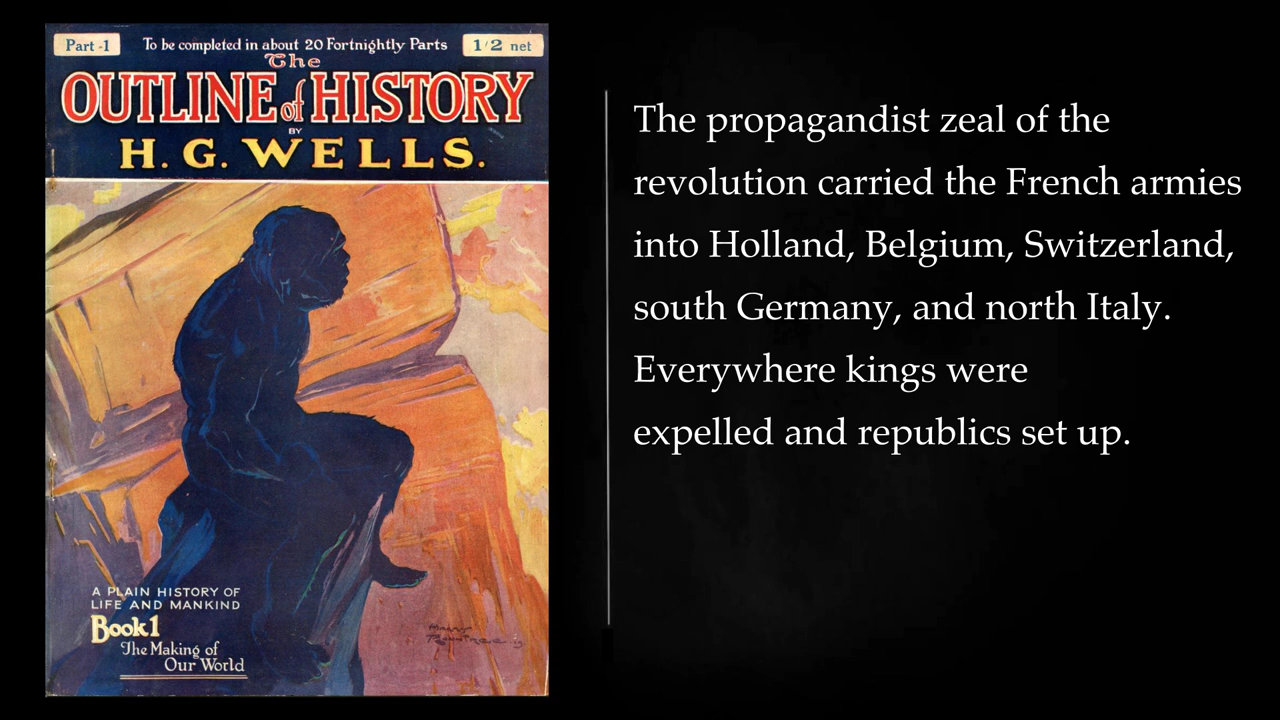 Part -1
To be completed in about 20 Fortnightly Parts
1/2 net
The
OUTLINE of HISTORY
BY
H. G. WELLS.
A PLAIN HISTORY OF
LIFE AND MANKIND
Book 1
The Making of
Our World
The propagandist zeal of the
revolution carried the French armies
into Holland, Belgium, Switzerland,
south Germany, and north Italy.
Everywhere kings were
expelled and republics set up.